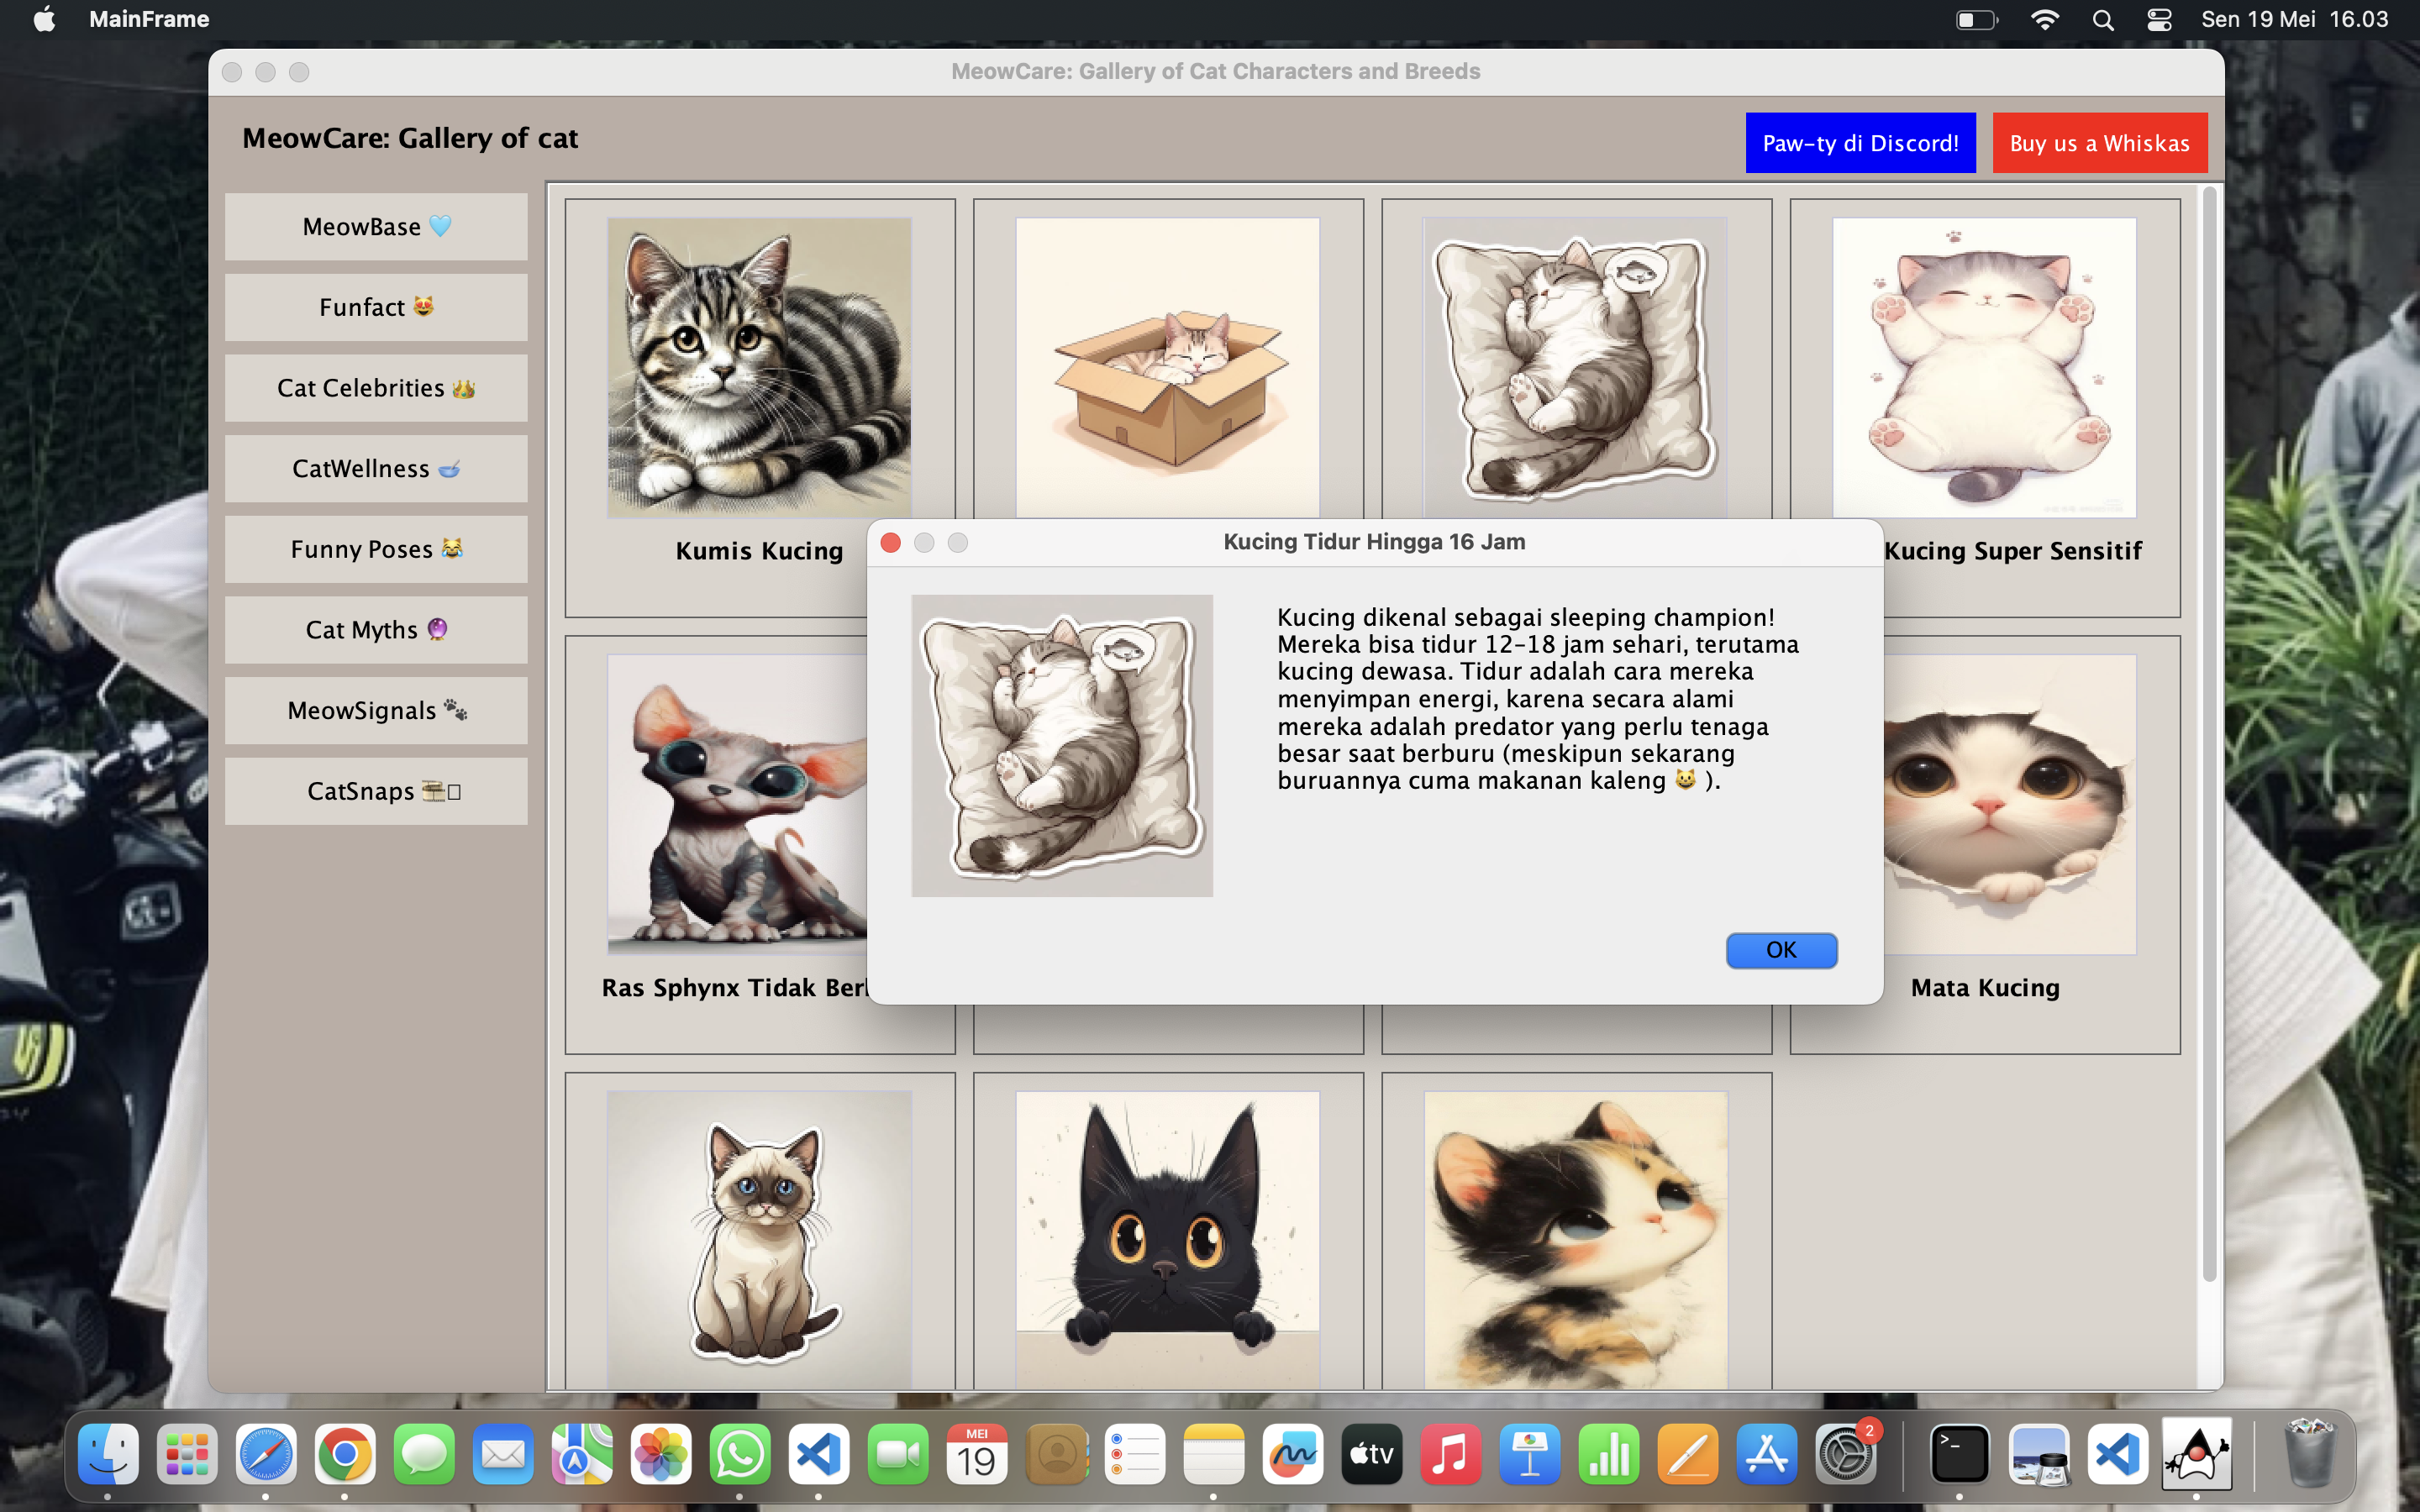 MainFrame
Sen 19 Mei 16.03
MeowCare: Gallery of Cat Characters and Breeds
MeowCare: Gallery of cat
Paw-ty di Discord!
Buy us a Whiskas
MeowBase 🩵
Funfact 😻
Cat Celebrities 👑
CatWellness 🥣
Funny Poses 😹
Cat Myths 🔮
MeowSignals 🐾
CatSnaps
Kumis Kucing
Kucing Super Sensitif
Kucing Tidur Hingga 16 Jam
Kucing dikenal sebagai sleeping champion!
Mereka bisa tidur 12-18 jam sehari, terutama
kucing dewasa. Tidur adalah cara mereka
menyimpan energi, karena secara alami
mereka adalah predator yang perlu tenaga
besar saat berburu (meskipun sekarang
buruannya cuma makanan kaleng 😺 ).
OK
Ras Sphynx Tidak
Mata Kucing
MEI
19
tv
2
>_